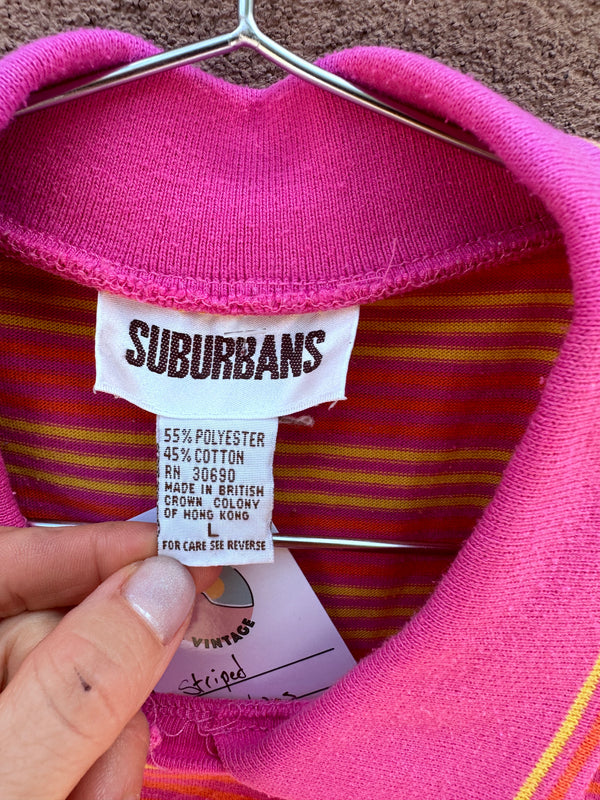 SUBURBANS
55% POLYESTER
45% COTTON
RN 30690
MADE IN BRITISH
CROWN COLONY
OF HONG KONG
L
FOR CARE SEE REVERSE
VINTAGE
Striped